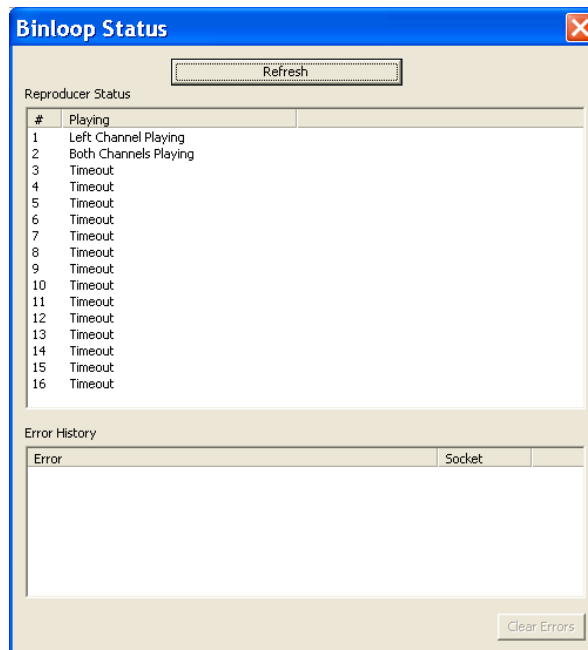 Binloop Status
Refresh
Reproducer Status
# Playing
1 Left Channel Playing
2 Both Channels Playing
3 Timeout
4 Timeout
5 Timeout
6 Timeout
7 Timeout
8 Timeout
9 Timeout
10 Timeout
11 Timeout
12 Timeout
13 Timeout
14 Timeout
15 Timeout
16 Timeout
Error History
Error Socket
Clear Errors